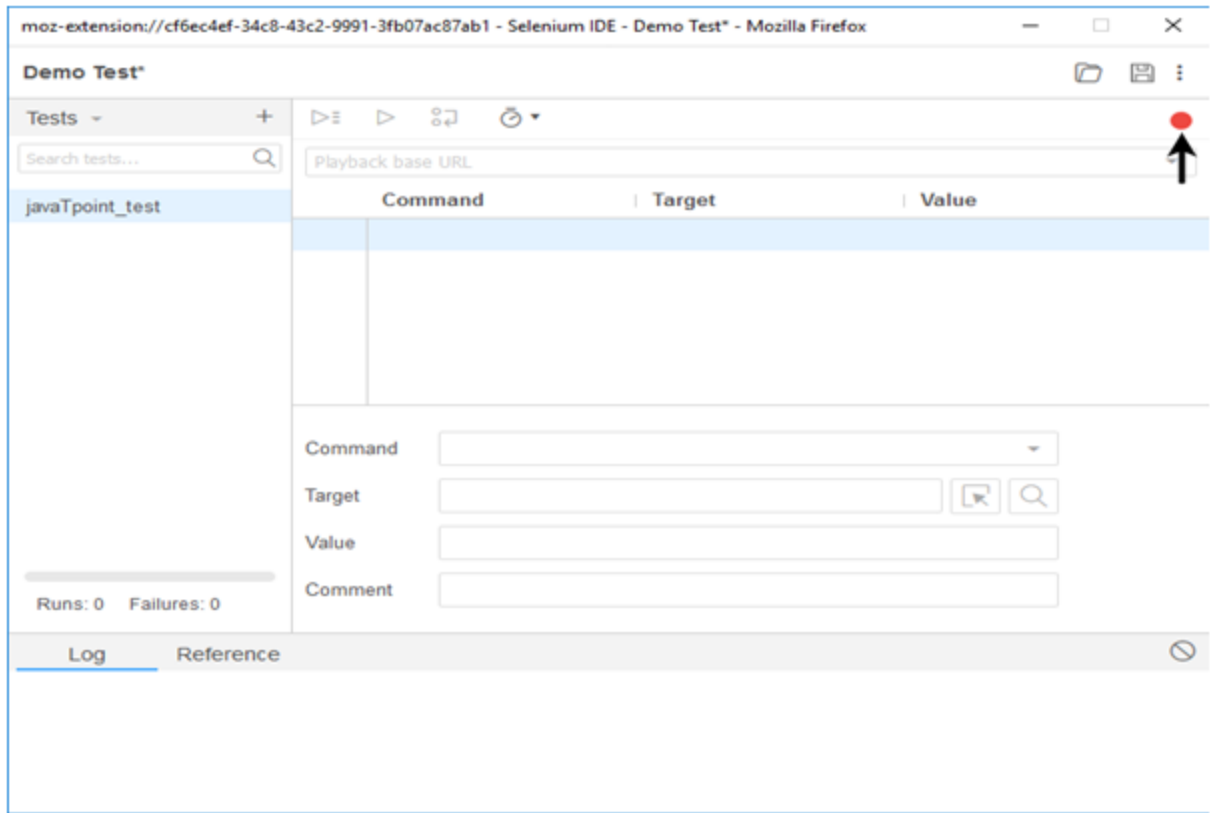 moz-extension://cf6ec4ef-34c8-43c2-9991-3fb07ac87ab1 - Selenium IDE - Demo Test* - Mozilla Firefox
Demo Test*
Tests
Search tests...
Playback base URL
Command Target Value
javaTpoint_test
Command
Target
Value
Comment
Runs: 0 Failures: 0
Log Reference